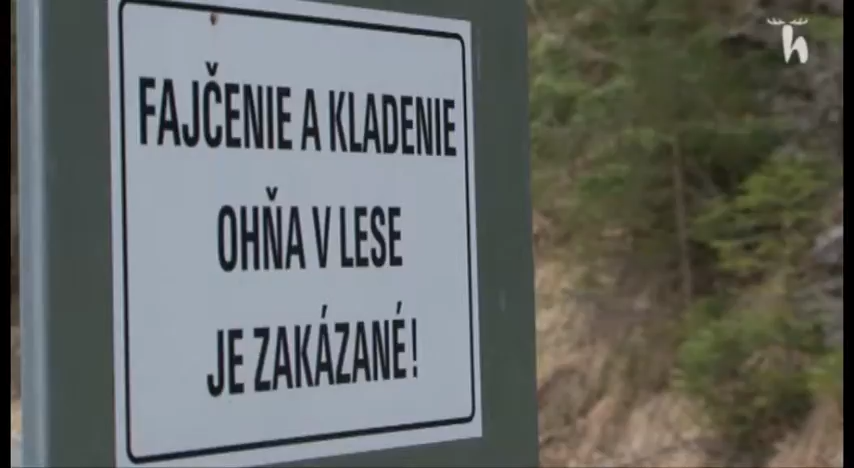 FAJČENIE A KLADENIE
OHŇA V LESE
JE ZAKÁZANÉ!
h